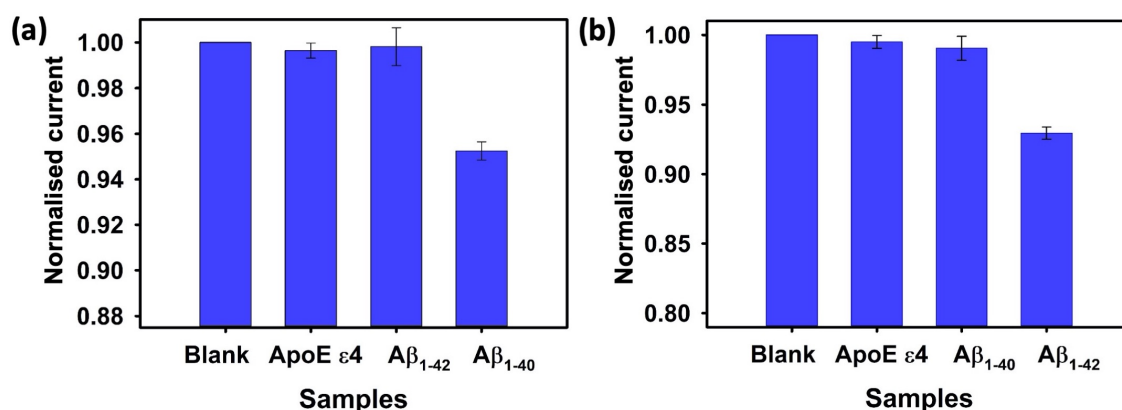 (a)
Normalised current
1.00
0.98
0.96
0.94
0.92
0.90
0.88
Blank ApoE ε4 Aβ1-42 Aβ1-40
Samples
(b)
Normalised current
1.00
0.95
0.90
0.85
0.80
Blank ApoE ε4 Aβ1-40 Aβ1-42
Samples